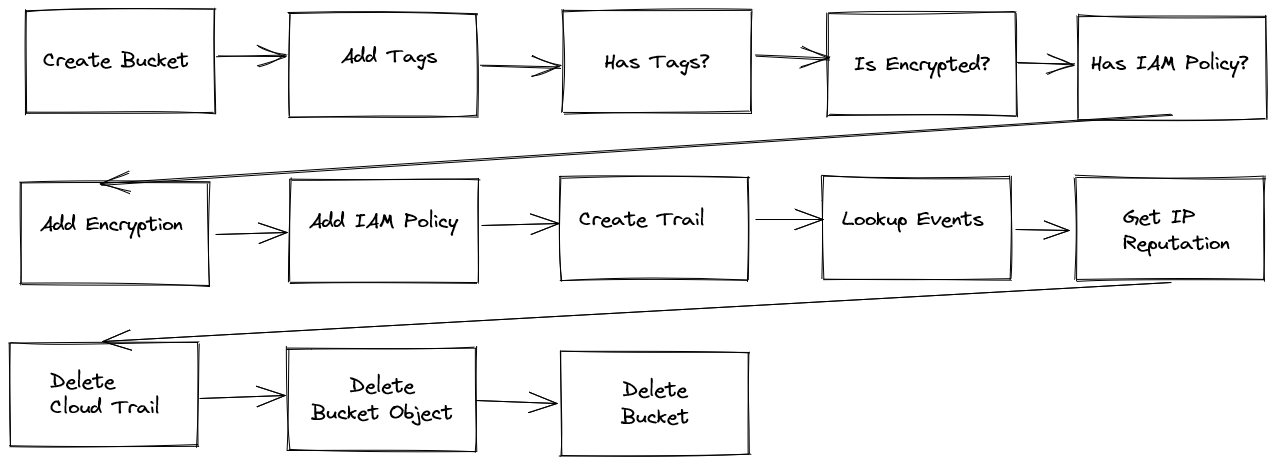 Create Bucket
Add Tags
Has Tags?
Is Encrypted?
Has IAM Policy?
Add Encryption
Add IAM Policy
Create Trail
Lookup Events
Get IP
Reputation
Delete
Cloud Trail
Delete
Bucket Object
Delete
Bucket